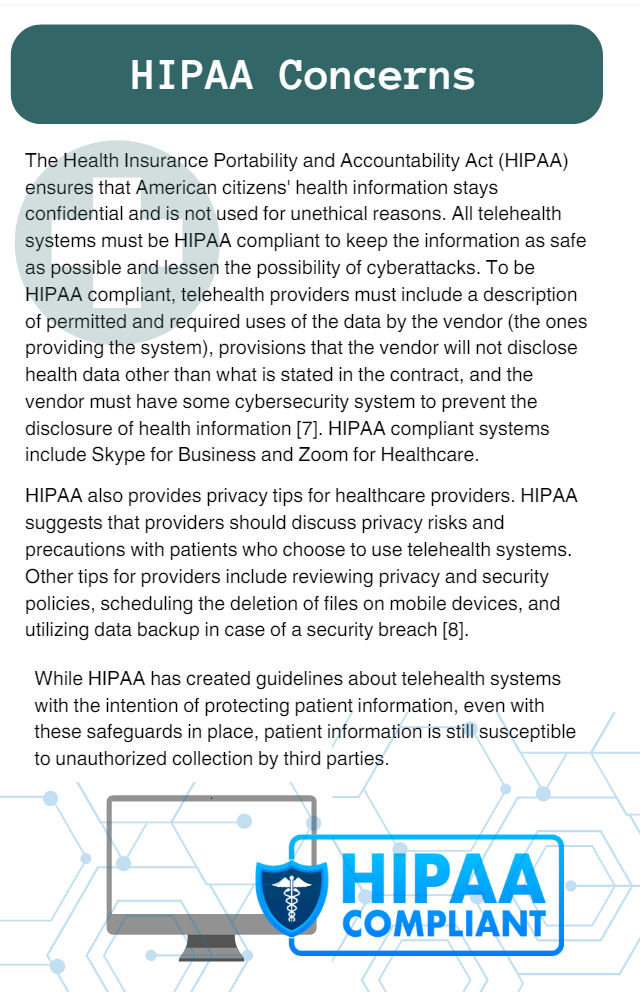 HIPAA Concerns
The Health Insurance Portability and Accountability Act (HIPAA)
ensures that American citizens' health information stays
confidential and is not used for unethical reasons. All telehealth
systems must be HIPAA compliant to keep the information as safe
as possible and lessen the possibility of cyberattacks. To be
HIPAA compliant, telehealth providers must include a description
of permitted and required uses of the data by the vendor (the ones
providing the system), provisions that the vendor will not disclose
health data other than what is stated in the contract, and the
vendor must have some cybersecurity system to prevent the
disclosure of health information [7]. HIPAA compliant systems
include Skype for Business and Zoom for Healthcare.
HIPAA also provides privacy tips for healthcare providers. HIPAA
suggests that providers should discuss privacy risks and
precautions with patients who choose to use telehealth systems.
Other tips for providers include reviewing privacy and security
policies, scheduling the deletion of files on mobile devices, and
utilizing data backup in case of a security breach [8].
While HIPAA has created guidelines about telehealth systems
with the intention of protecting patient information, even with
these safeguards in place, patient information is still susceptible
to unauthorized collection by third parties.
HIPAA
COMPLIANT